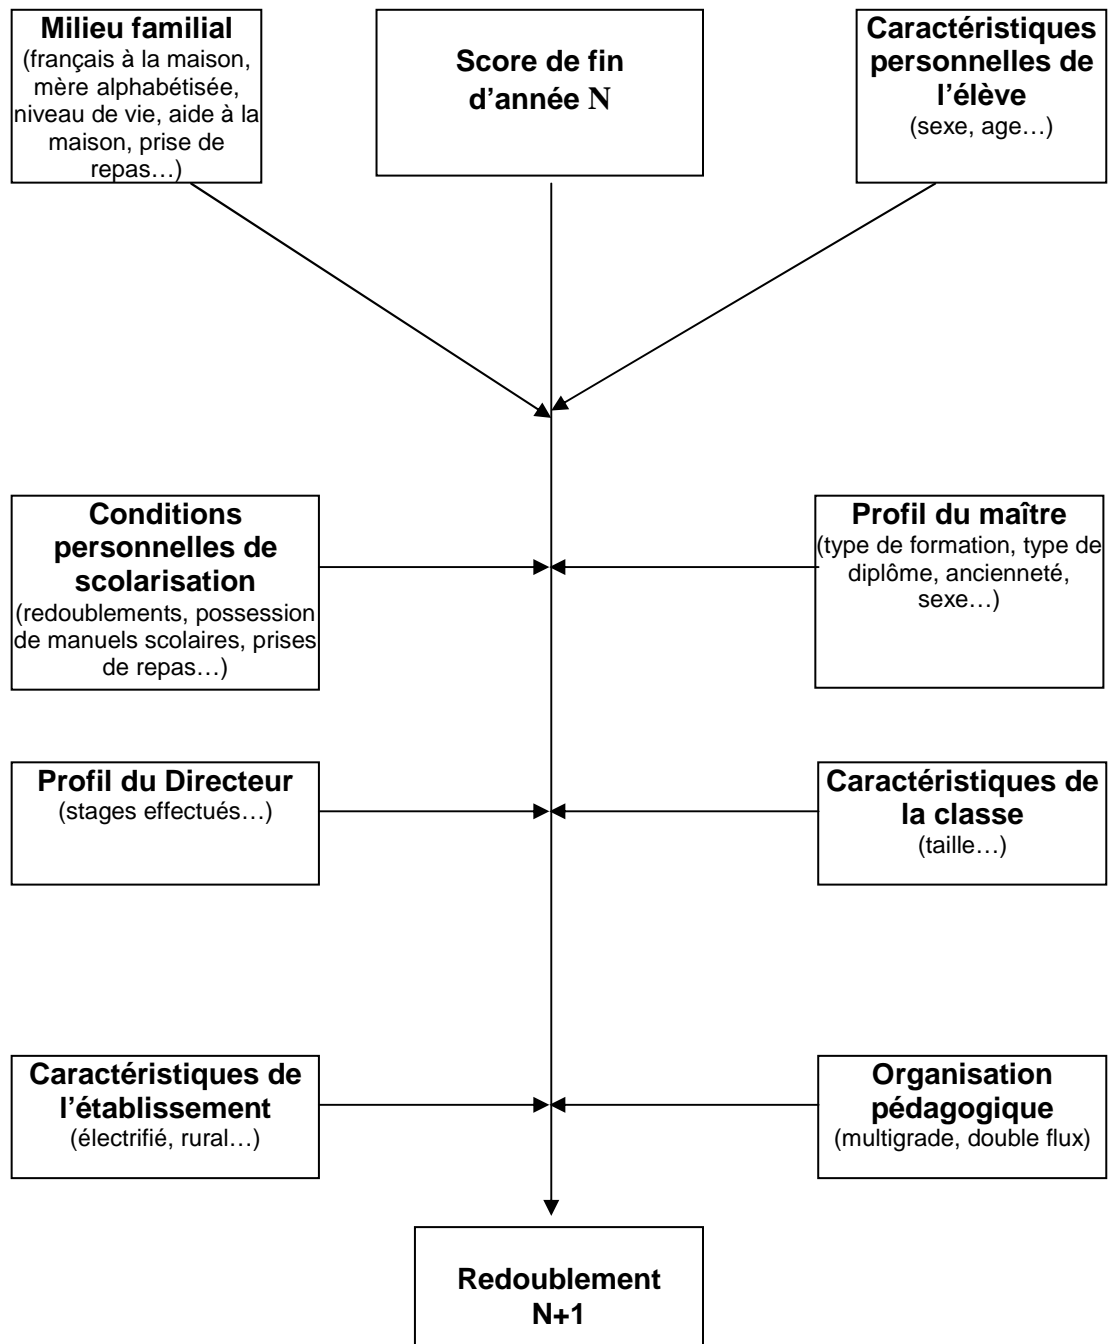 Milieu familial
(français à la maison,
mère alphabétisée,
niveau de vie, aide à la
maison, prise de
repas…)
Score de fin
d’année N
Caractéristiques
personnelles de
l’élève
(sexe, age…)
Conditions
personnelles de
scolarisation
(redoublements, possession
de manuels scolaires, prises
de repas…)
Profil du maître
(type de formation, type de
diplôme, ancienneté,
sexe…)
Profil du Directeur
(stages effectués…)
Caractéristiques de
la classe
(taille…)
Caractéristiques de
l’établissement
(électrifié, rural…)
Organisation
pédagogique
(multigrade, double flux)
Redoublement
N+1